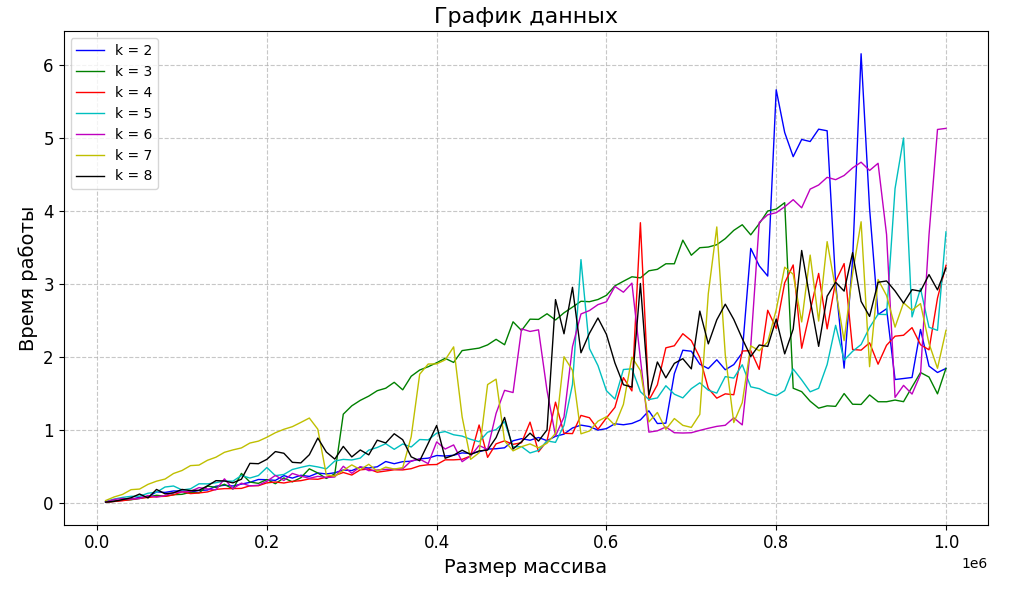 График данных
k = 2
k = 3
k = 4
k = 5
k = 6
k = 7
k = 8
Время работы
6
5
4
3
2
1
0
0.0 0.2 0.4 0.6 0.8 1.0
1e6
Размер массива